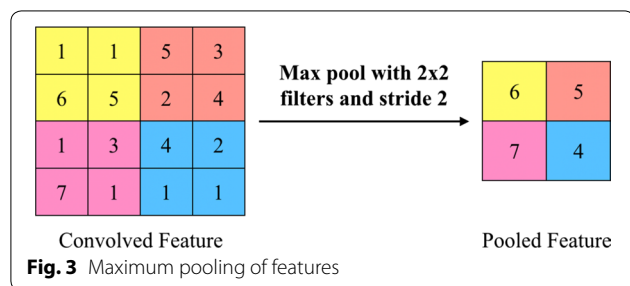 1 1 5 3
6 5 2 4
1 3 4 2
7 1 1 1
Max pool with 2x2
filters and stride 2
6 5
7 4
Convolved Feature
Pooled Feature
Fig. 3 Maximum pooling of features